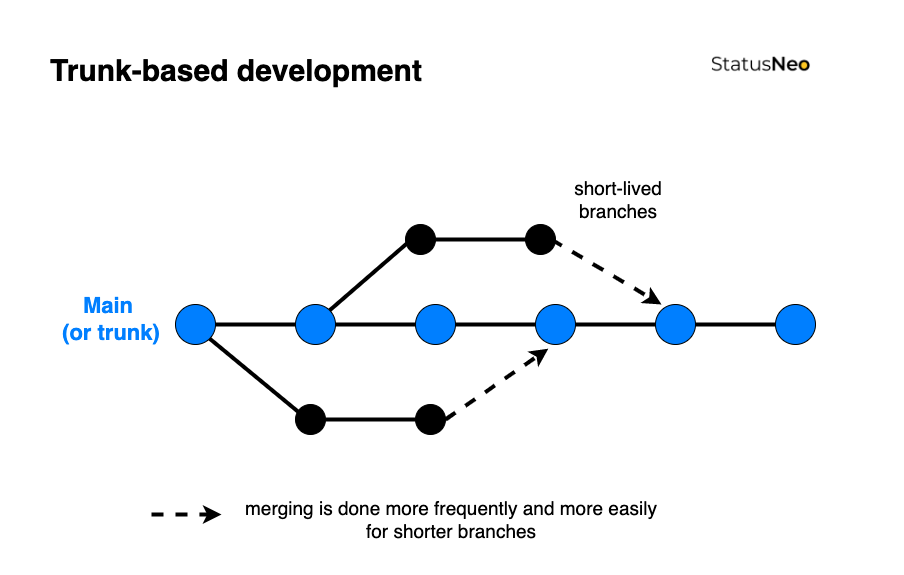 Trunk-based development
StatusNeo
short-lived
branches
Main
(or trunk)
merging is done more frequently and more easily
for shorter branches